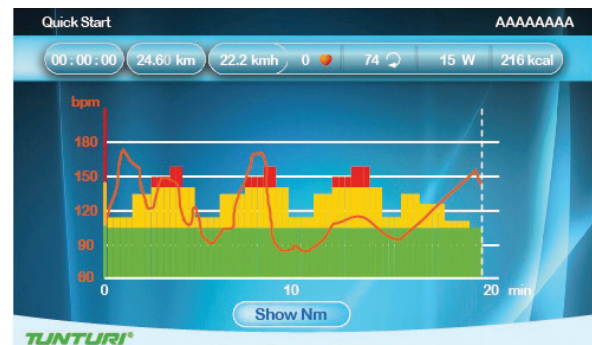 Quick Start AAAAAAAA
00:00:00 24.60 km 22.2 kmh 0 74 15 W 216 kcal
bpm
180
150
120
90
60
0 10 20 min
Show Nm
TUNTURI®